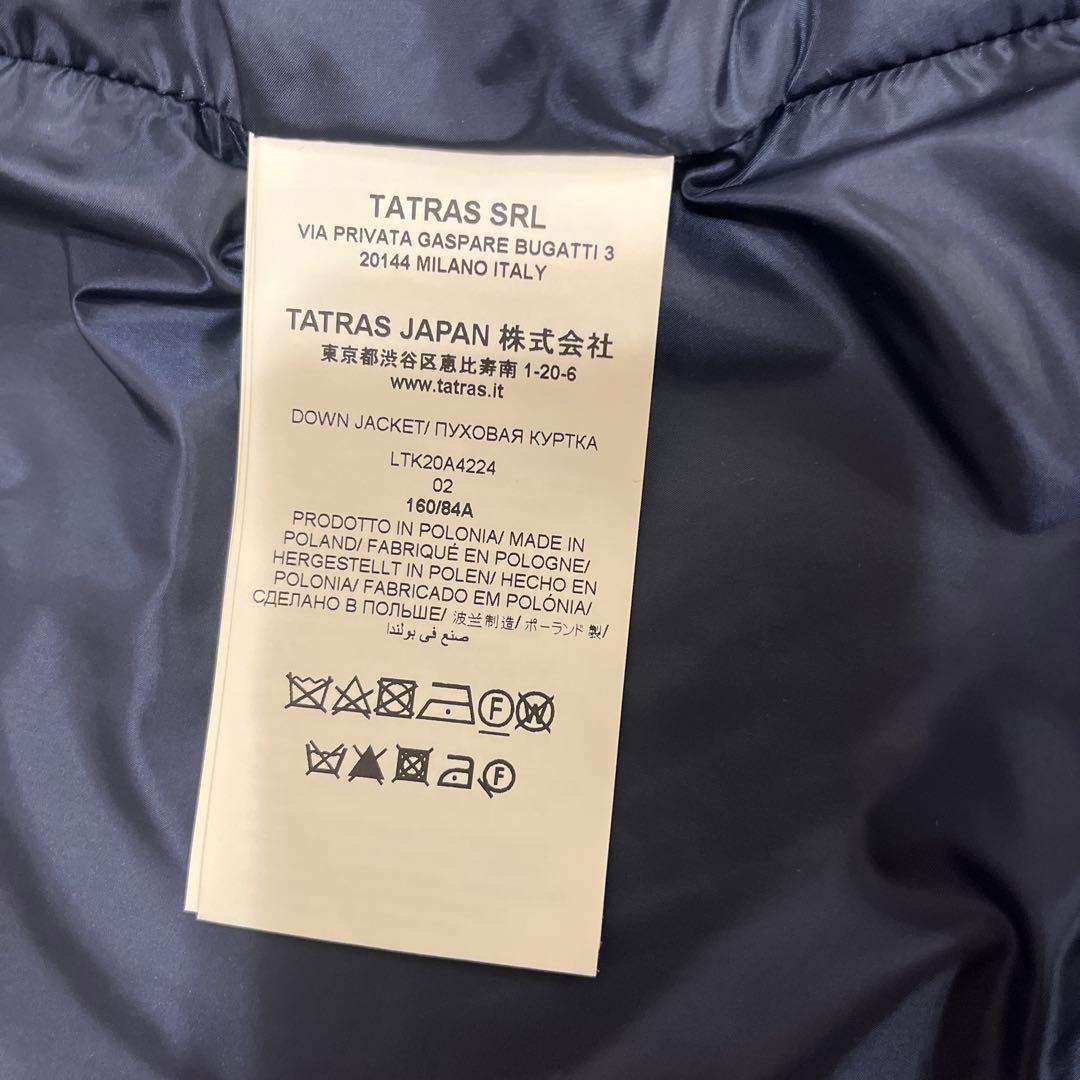 TATRAS SRL
VIA PRIVATA GASPARE BUGATTI 3
20144 MILANO ITALY
TATRAS JAPAN 株式会社
東京都渋谷区恵比寿南 1-20-6
www.tatras.it
DOWN JACKET/ ПУХОВАЯ КУРТКА
LTK20A4224
02
160/84A
PRODOTTO IN POLONIA/ MADE IN
POLAND/ FABRIQUÉ EN POLOGNE/
HERGESTELLT IN POLEN/ HECHO EN
POLONIA/ FABRICADO EM POLÓNIA/
СДЕЛАНО В ПОЛЬШЕ/ 波兰制造/ ポーランド製/
صنع في بولندا
F W
F